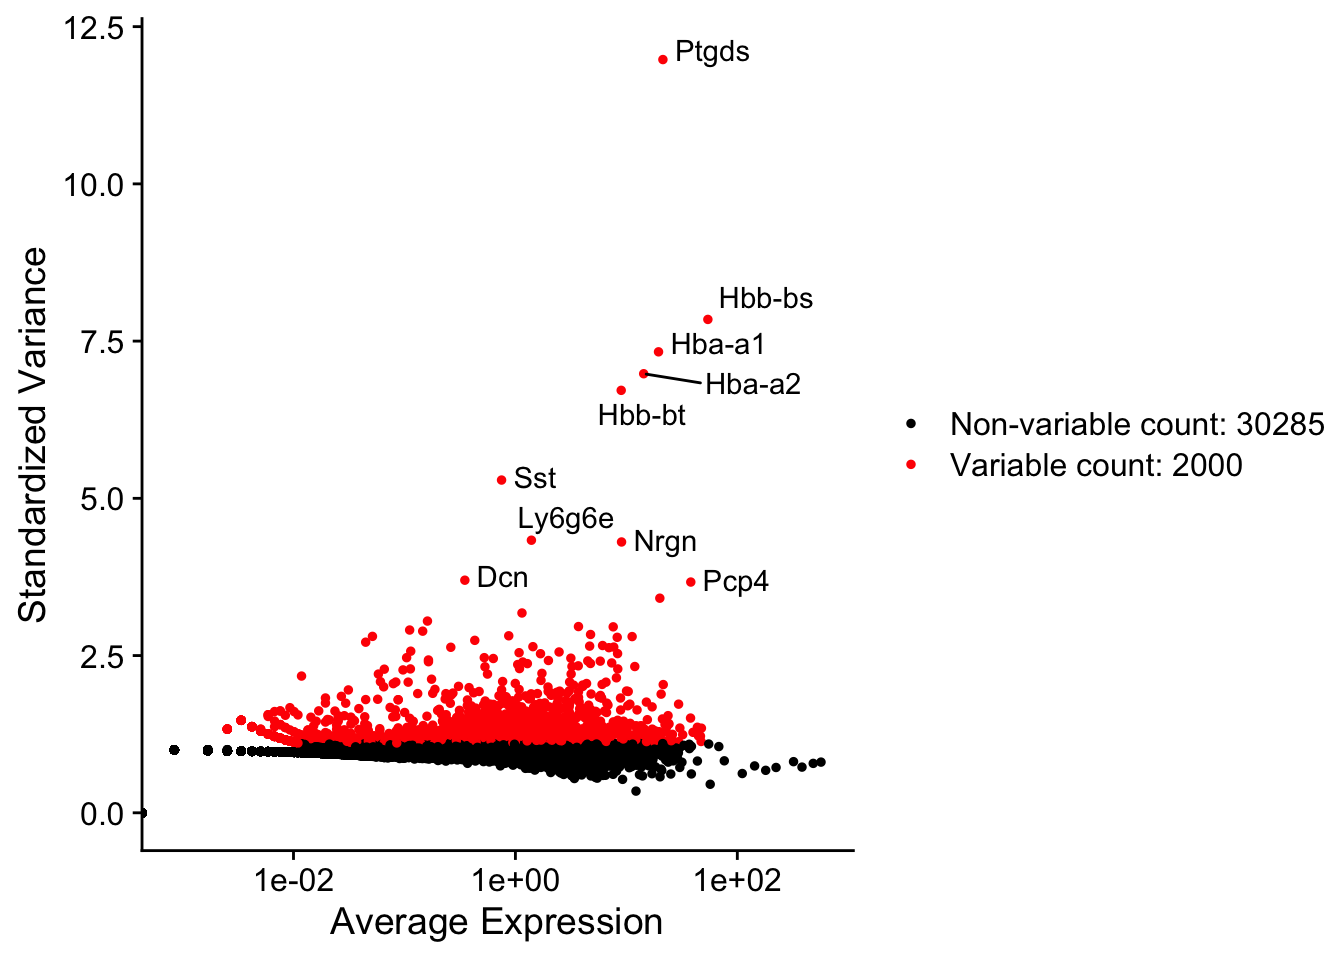 12.5
10.0
7.5
5.0
2.5
0.0
Standardized Variance
Ptgds
Hbb-bs
Hba-a1
Hba-a2
Hbb-bt
Sst
Ly6g6e
Nrgn
Dcn
Pcp4
Non-variable count: 30285
Variable count: 2000
1e-02 1e+00 1e+02
Average Expression